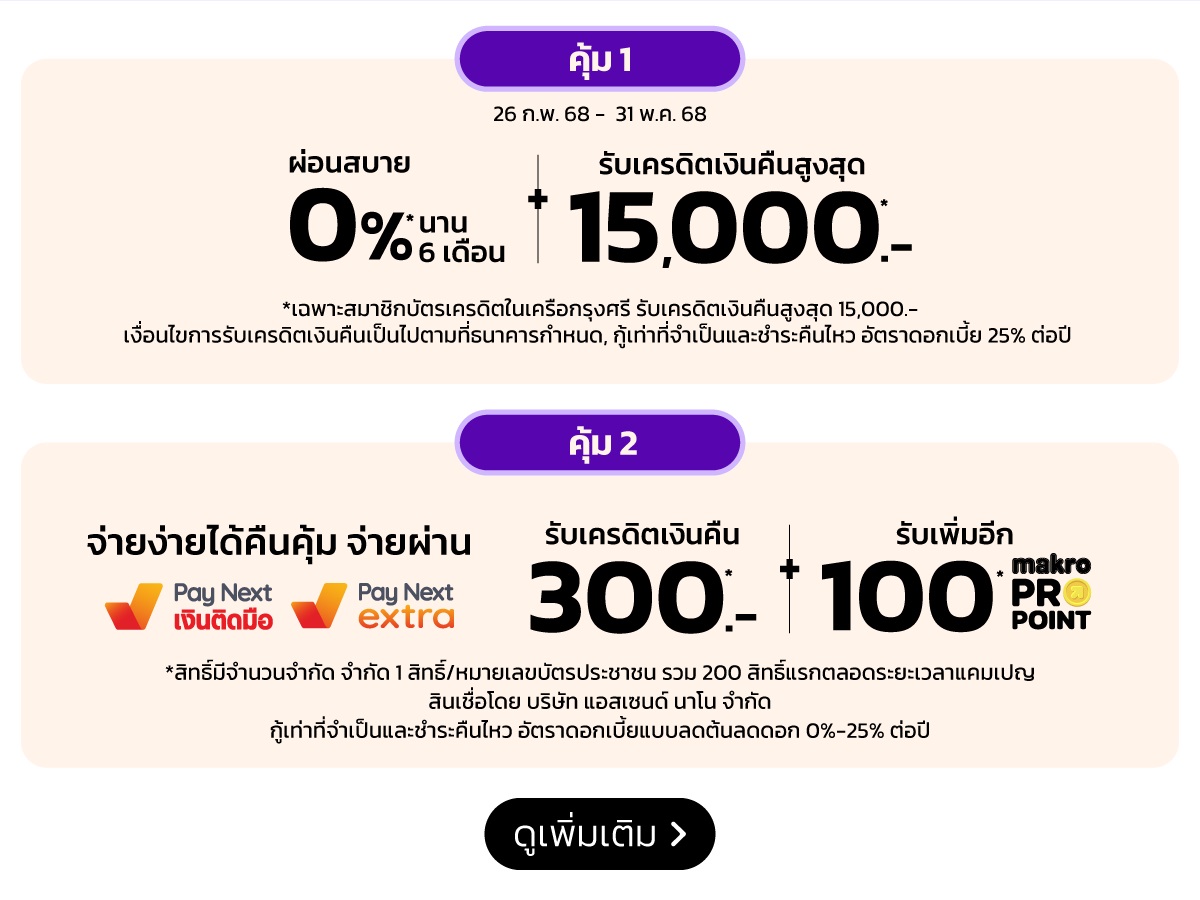 คุ้ม 1
26 ก.พ. 68 - 31 พ.ค. 68
ผ่อนสบาย
0%* นาน
6 เดือน
+
รับเครดิตเงินคืนสูงสุด
15,000.-*
*เฉพาะสมาชิกบัตรเครดิตในเครือกรุงศรี รับเครดิตเงินคืนสูงสุด 15,000.-
เงื่อนไขการรับเครดิตเงินคืนเป็นไปตามที่ธนาคารกำหนด, กู้เท่าที่จำเป็นและชำระคืนไหว อัตราดอกเบี้ย 25% ต่อปี
คุ้ม 2
จ่ายง่ายได้คืนคุ้ม จ่ายผ่าน
Pay Next
เงินติดมือ
Pay Next
extra
รับเครดิตเงินคืน
300.-*
+
รับเพิ่มอีก
100*
makro
PRO
POINT
*สิทธิ์มีจำนวนจำกัด จำกัด 1 สิทธิ์/หมายเลขบัตรประชาชน รวม 200 สิทธิ์แรกตลอดระยะเวลาแคมเปญ
สินเชื่อโดย บริษัท แอสเซนด์ นาโน จำกัด
กู้เท่าที่จำเป็นและชำระคืนไหว อัตราดอกเบี้ยแบบลดต้นลดดอก 0%-25% ต่อปี
ดูเพิ่มเติม >